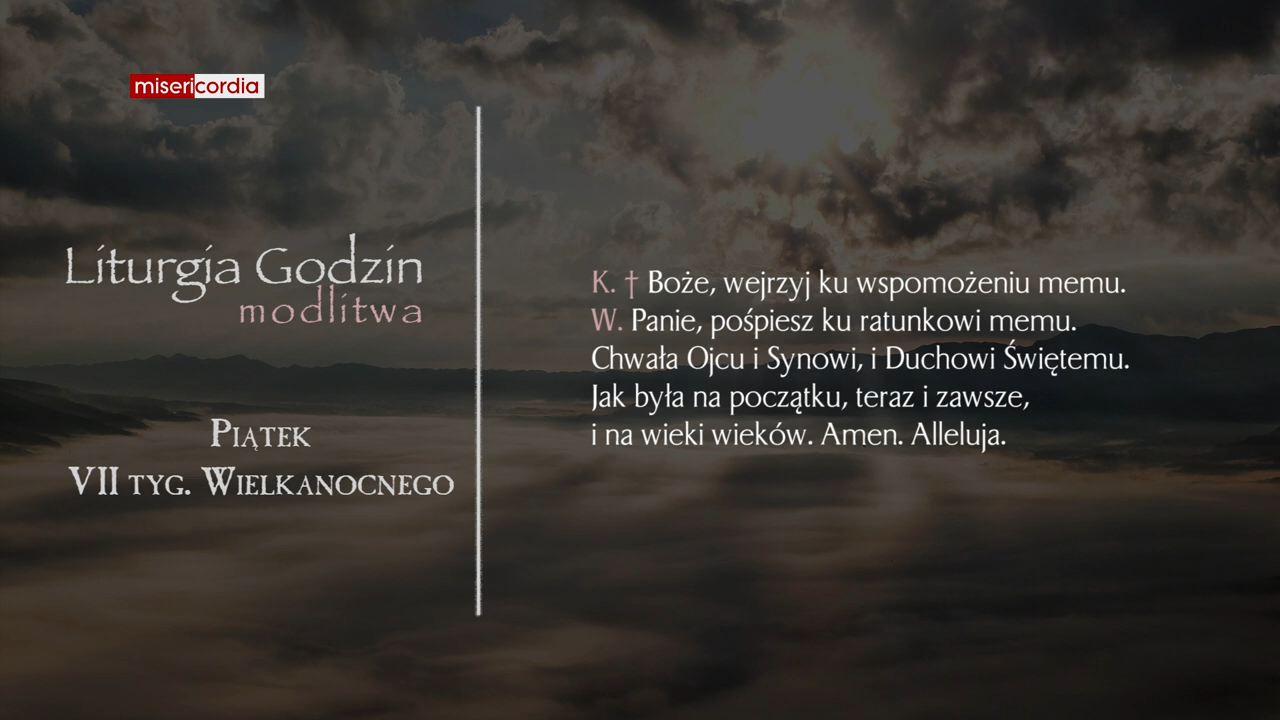 misericordia
Liturgia Godzin
modlitwa
Piątek
VII tyg. Wielkanocnego
K. † Boże, wejrzyj ku wspomożeniu memu.
W. Panie, pośpiesz ku ratunkowi memu.
Chwała Ojcu i Synowi, i Duchowi Świętemu.
Jak była na początku, teraz i zawsze,
i na wieki wieków. Amen. Alleluja.